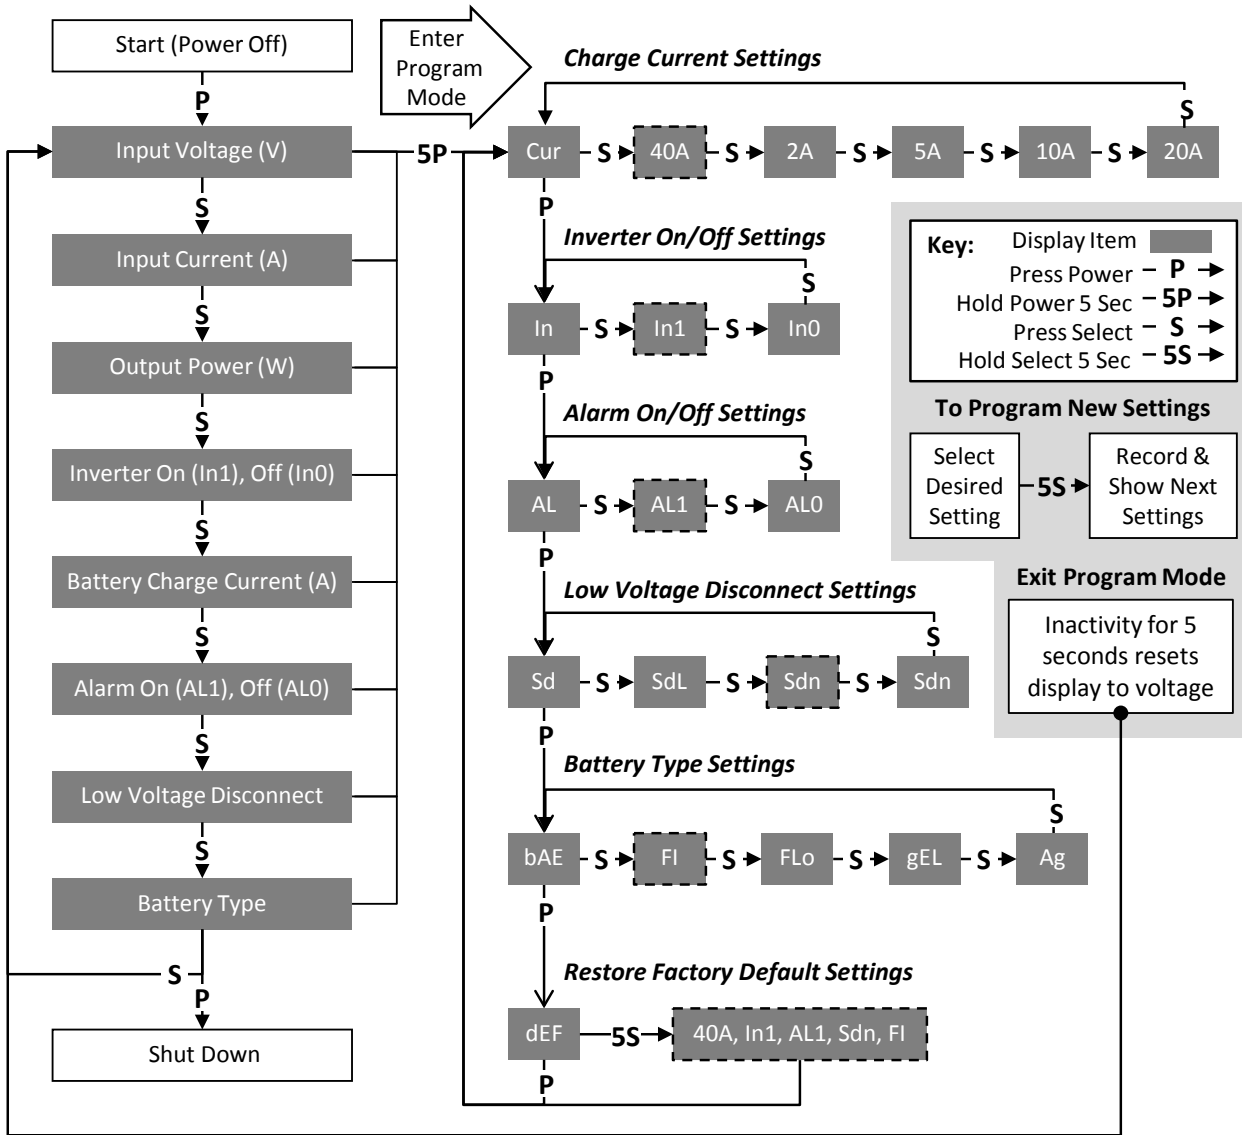 Start (Power Off)
P
Input Voltage (V)
S
Input Current (A)
S
Output Power (W)
S
Inverter On (In1), Off (In0)
S
Battery Charge Current (A)
S
Alarm On (AL1), Off (AL0)
S
Low Voltage Disconnect
S
Battery Type
S
P
Shut Down
5P
Enter
Program
Mode
Charge Current Settings
S
Cur S 40A S 2A S 5A S 10A S 20A
P
Inverter On/Off Settings
S
In S In1 S In0
P
Alarm On/Off Settings
S
AL S AL1 S AL0
P
Low Voltage Disconnect Settings
S
Sd S SdL S Sdn S Sdn
P
Battery Type Settings
S
bAE S FI S FLo S gEL S Ag
P
Restore Factory Default Settings
dEF 5S 40A, In1, AL1, Sdn, FI
P
Key: Display Item
Press Power P
Hold Power 5 Sec 5P
Press Select S
Hold Select 5 Sec 5S
To Program New Settings
Select
Desired
Setting
5S
Record &
Show Next
Settings
Exit Program Mode
Inactivity for 5
seconds resets
display to voltage